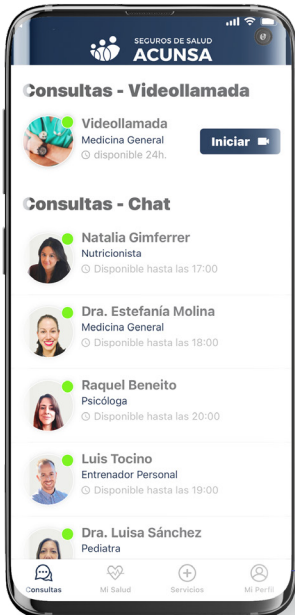 SEGUROS DE SALUD
ACUNSA
Consultas - Videollamada
Videollamada
Medicina General
disponible 24h.
Iniciar
Consultas - Chat
Natalia Gimferrer
Nutricionista
Disponible hasta las 17:00
Dra. Estefanía Molina
Medicina General
Disponible hasta las 18:00
Raquel Beneito
Psicóloga
Disponible hasta las 20:00
Luis Tocino
Entrenador Personal
Disponible hasta las 19:00
Dra. Luisa Sánchez
Pediatra
Consultas
Mi Salud
Servicios
Mi Perfil